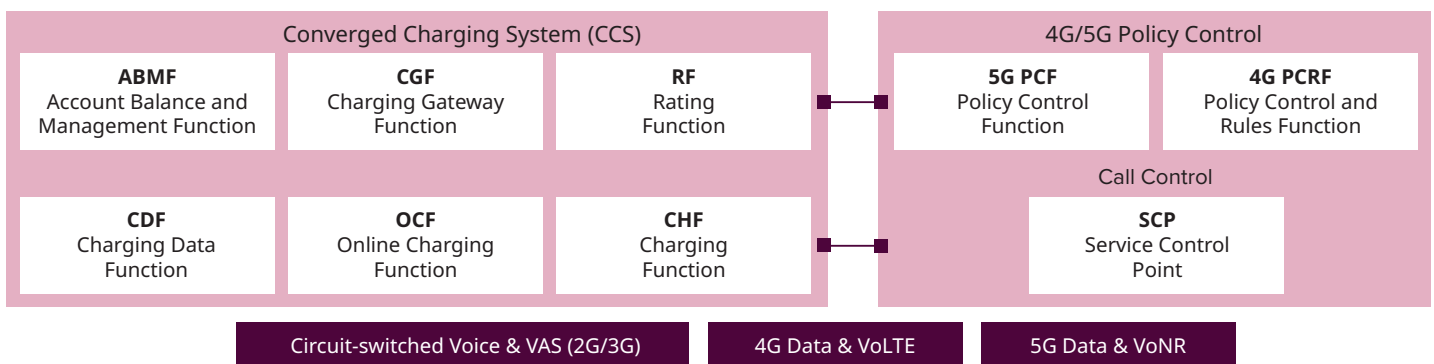 Converged Charging System (CCS)
4G/5G Policy Control
ABMF
Account Balance and
Management Function
CGF
Charging Gateway
Function
RF
Rating
Function
5G PCF
Policy Control
Function
4G PCRF
Policy Control and
Rules Function
Call Control
CDF
Charging Data
Function
OCF
Online Charging
Function
CHF
Charging
Function
SCP
Service Control
Point
Circuit-switched Voice & VAS (2G/3G)
4G Data & VoLTE
5G Data & VoNR